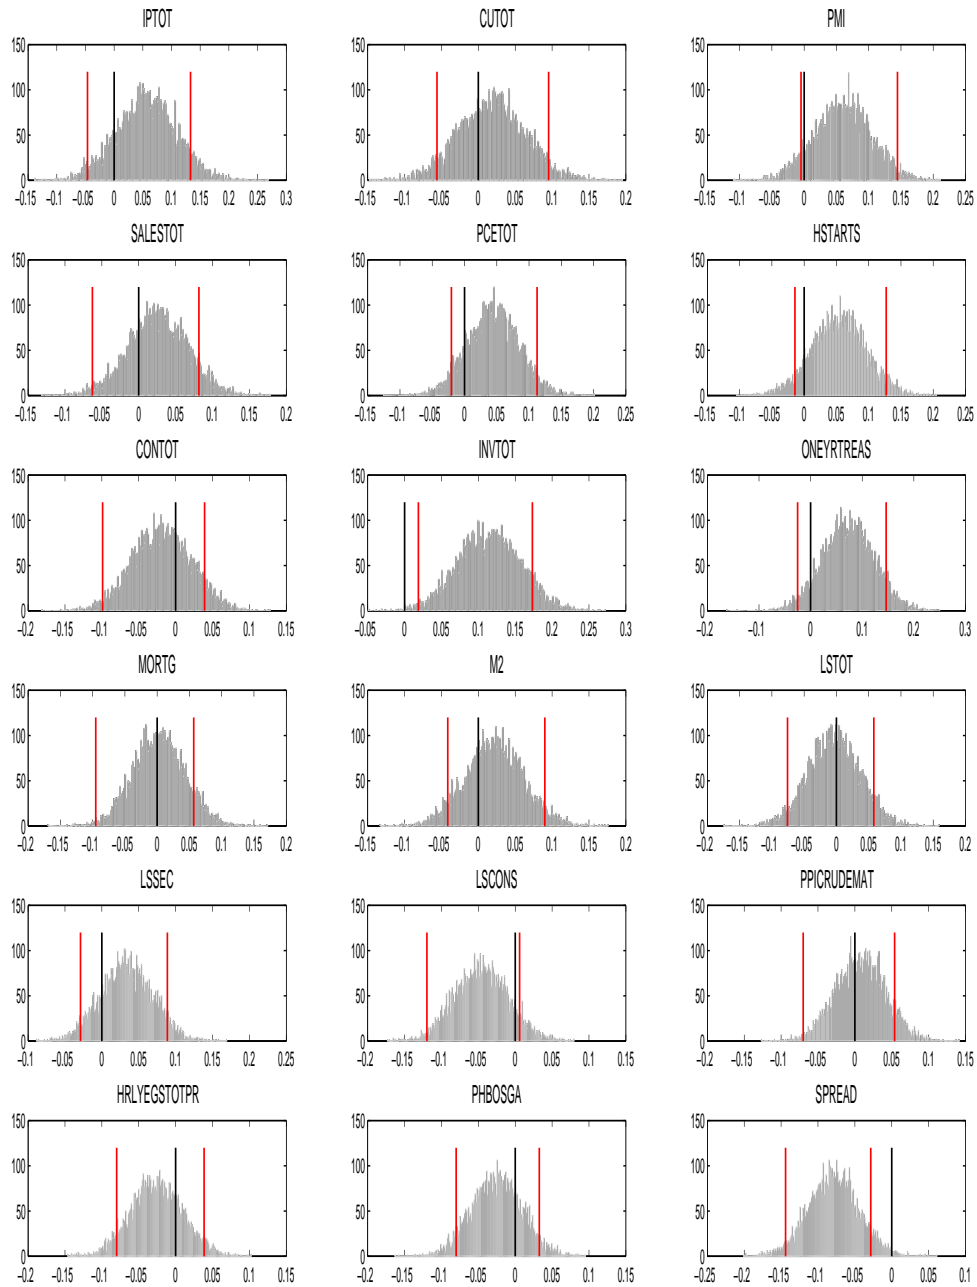 IPTOT CUTOT PMI
150 150 150
100 100 100
50 50 50
0 0 0
−0.15 −0.1 −0.05 0 0.05 0.1 0.15 0.2 0.25 0.3 −0.15 −0.1 −0.05 0 0.05 0.1 0.15 0.2 −0.15 −0.1 −0.05 0 0.05 0.1 0.15 0.2 0.25
SALESTOT PCETOT HSTARTS
150 150 150
100 100 100
50 50 50
0 0 0
−0.15 −0.1 −0.05 0 0.05 0.1 0.15 0.2 −0.15 −0.1 −0.05 0 0.05 0.1 0.15 0.2 0.25 −0.15 −0.1 −0.05 0 0.05 0.1 0.15 0.2 0.25
CONTOT INVTOT ONEYRTREAS
150 150 150
100 100 100
50 50 50
0 0 0
−0.2 −0.15 −0.1 −0.05 0 0.05 0.1 0.15 −0.05 0 0.05 0.1 0.15 0.2 0.25 0.3 −0.2 −0.1 0 0.1 0.2 0.3
MORTG M2 LSTOT
150 150 150
100 100 100
50 50 50
0 0 0
−0.2 −0.15 −0.1 −0.05 0 0.05 0.1 0.15 0.2 −0.15 −0.1 −0.05 0 0.05 0.1 0.15 0.2 −0.2 −0.15 −0.1 −0.05 0 0.05 0.1 0.15 0.2
LSSEC LSCONS PPICRUDEMAT
150 150 150
100 100 100
50 50 50
0 0 0
−0.1 −0.05 0 0.05 0.1 0.15 0.2 0.25 −0.2 −0.15 −0.1 −0.05 0 0.05 0.1 0.15 −0.2 −0.15 −0.1 −0.05 0 0.05 0.1 0.15
HRLYEGSTOTPR PHBOSGA SPREAD
150 150 150
100 100 100
50 50 50
0 0 0
−0.2 −0.15 −0.1 −0.05 0 0.05 0.1 0.15 −0.2 −0.15 −0.1 −0.05 0 0.05 0.1 0.15 −0.25 −0.2 −0.15 −0.1 −0.05 0 0.05 0.1